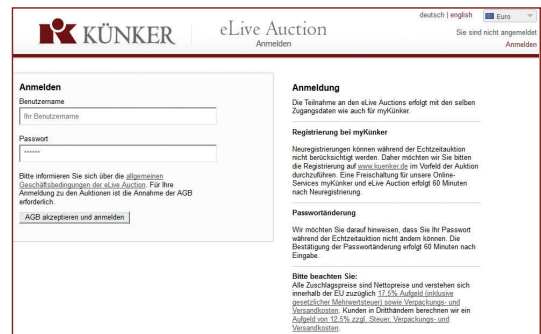 deutsch | english
Euro
KÜNKER
eLive Auction
Anmelden
Sie sind nicht angemeldet
Anmelden
Anmelden
Benutzername
Ihr Benutzername
Passwort
******
Bitte informieren Sie sich über die allgemeinen
Geschäftsbedingungen der eLive Auction. Für Ihre
Anmeldung zu den Auktionen ist die Annahme der AGB
erforderlich.
AGB akzeptieren und anmelden
Anmeldung
Die Teilnahme an den eLive Auctions erfolgt mit den selben
Zugangsdaten wie auch für myKünker.
Registrierung bei myKünker
Neuregistrierungen können während der Echtzeitauktion
nicht berücksichtigt werden. Daher möchten wir Sie bitten
die Registrierung auf www.kuenker.de im Vorfeld der Auktion
durchzuführen. Eine Freischaltung für unsere Online-
Services myKünker und eLive Auction erfolgt 60 Minuten
nach Neuregistrierung.
Passwortänderung
Wir möchten Sie darauf hinweisen, dass Sie Ihr Passwort
während der Echtzeitauktion nicht ändern können. Die
Bestätigung der Passwortänderung erfolgt 60 Minuten nach
Eingabe.
Bitte beachten Sie:
Alle Zuschlagspreise sind Nettopreise und verstehen sich
innerhalb der EU zuzüglich 17,5% Aufgeld (inklusive
gesetzlicher Mehrwertsteuer) sowie Verpackungs- und
Versandkosten. Kunden in Drittländern berechnen wir ein
Aufgeld von 12,5% zzgl. Steuer, Verpackungs- und
Versandkosten.